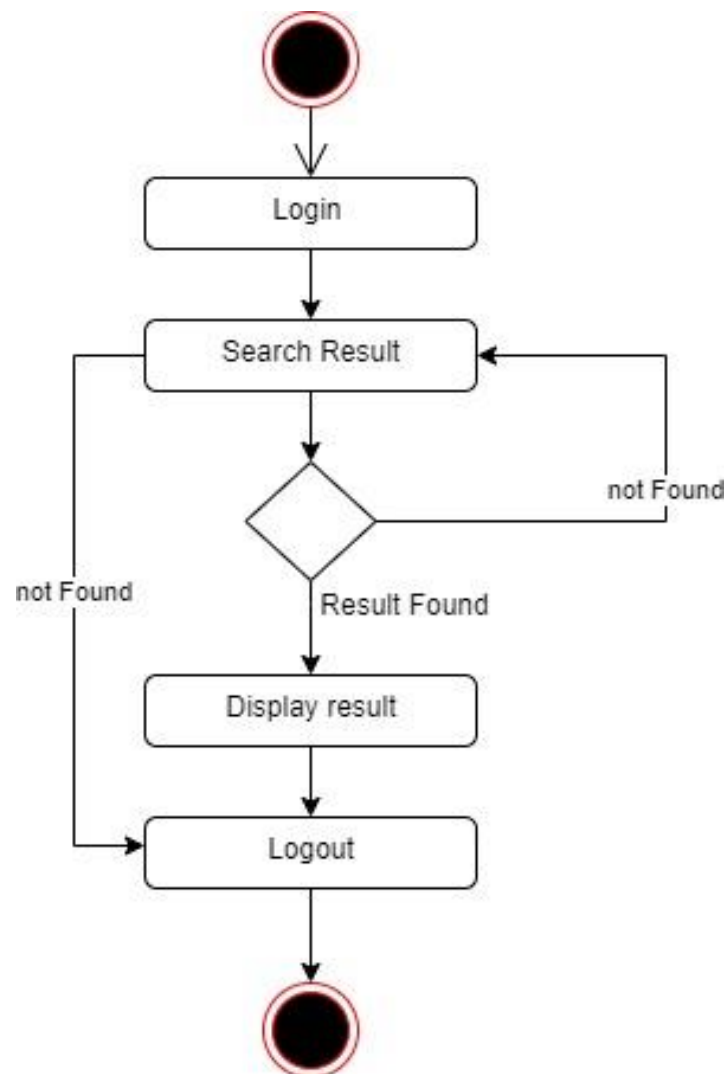 Login
Search Result
not Found
not Found
Result Found
Display result
Logout